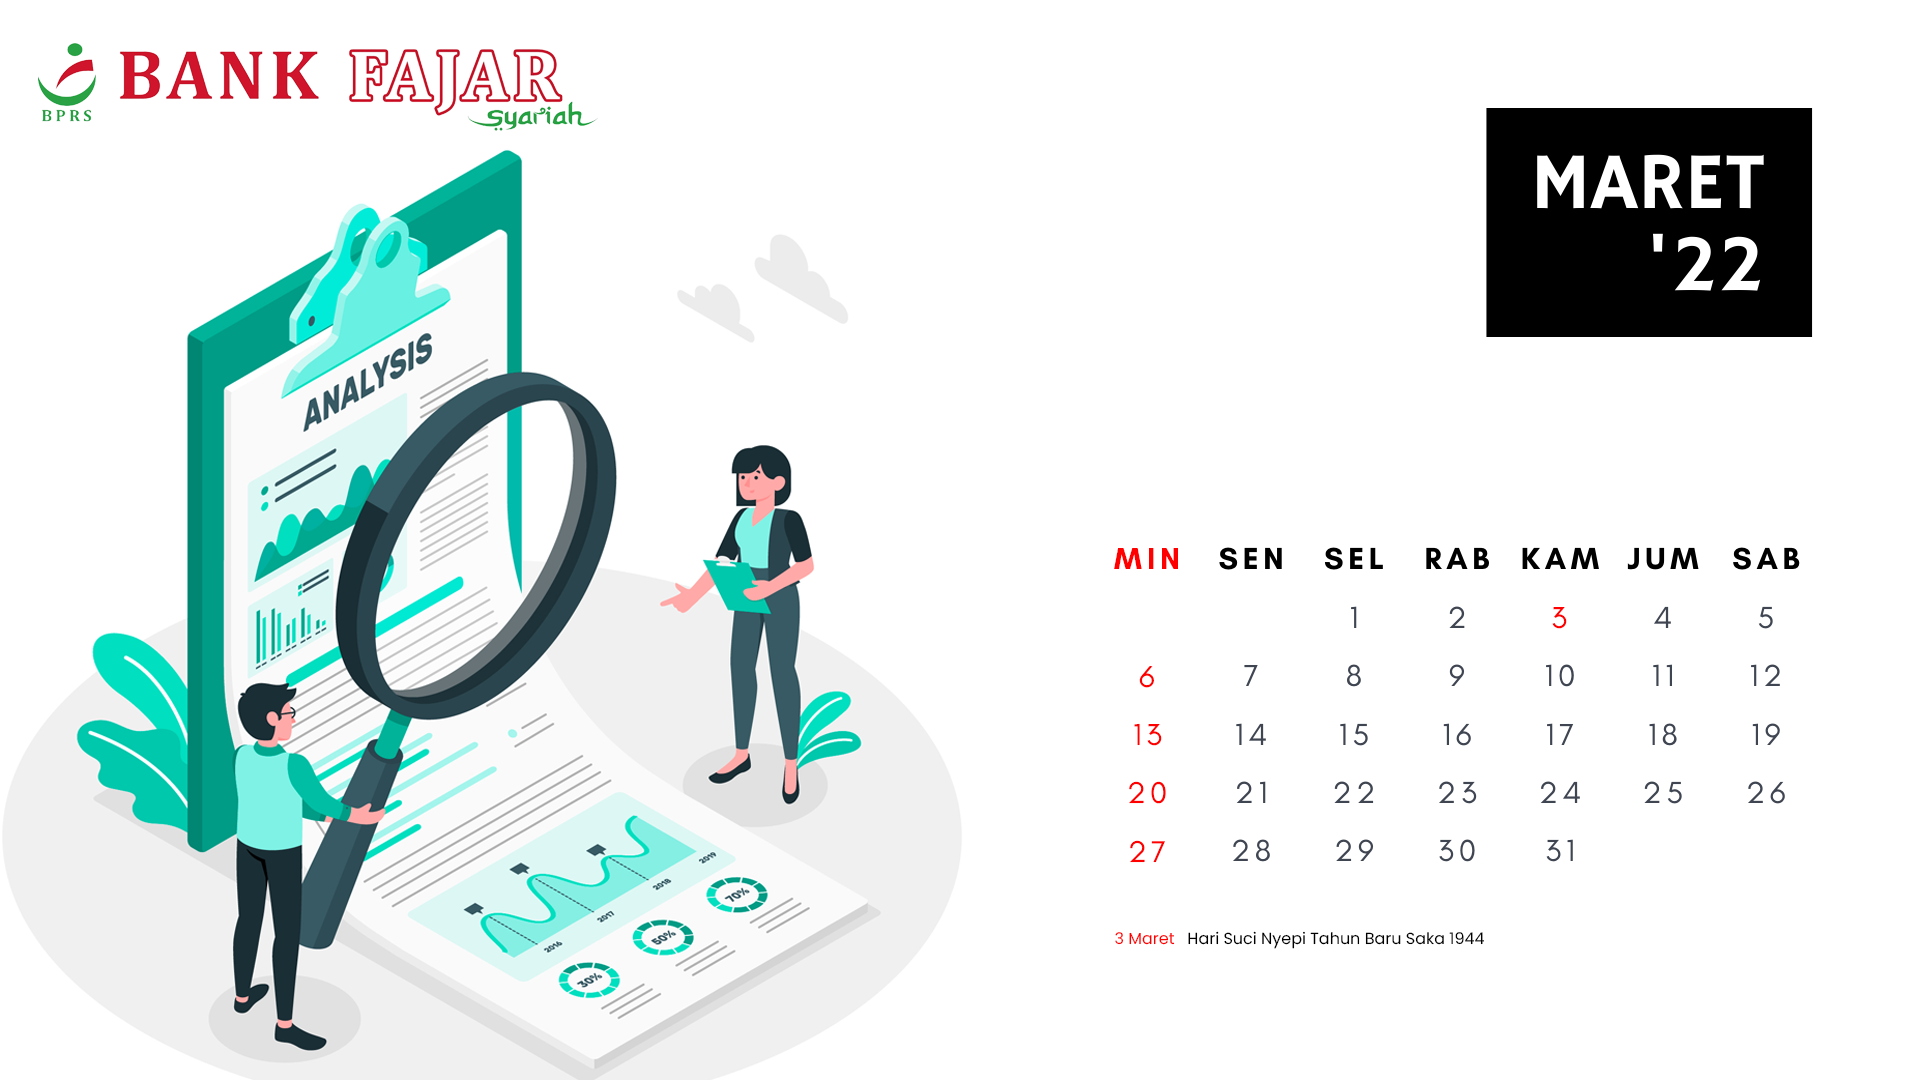 BANK FAJAR
BPRS
syariah
MARET
'22
ANALYSIS
MIN SEN SEL RAB KAM JUM SAB
1 2 3 4 5
6 7 8 9 10 11 12
13 14 15 16 17 18 19
20 21 22 23 24 25 26
27 28 29 30 31
3 Maret Hari Suci Nyepi Tahun Baru Saka 1944
2016
2017
2018
2019
30%
50%
70%